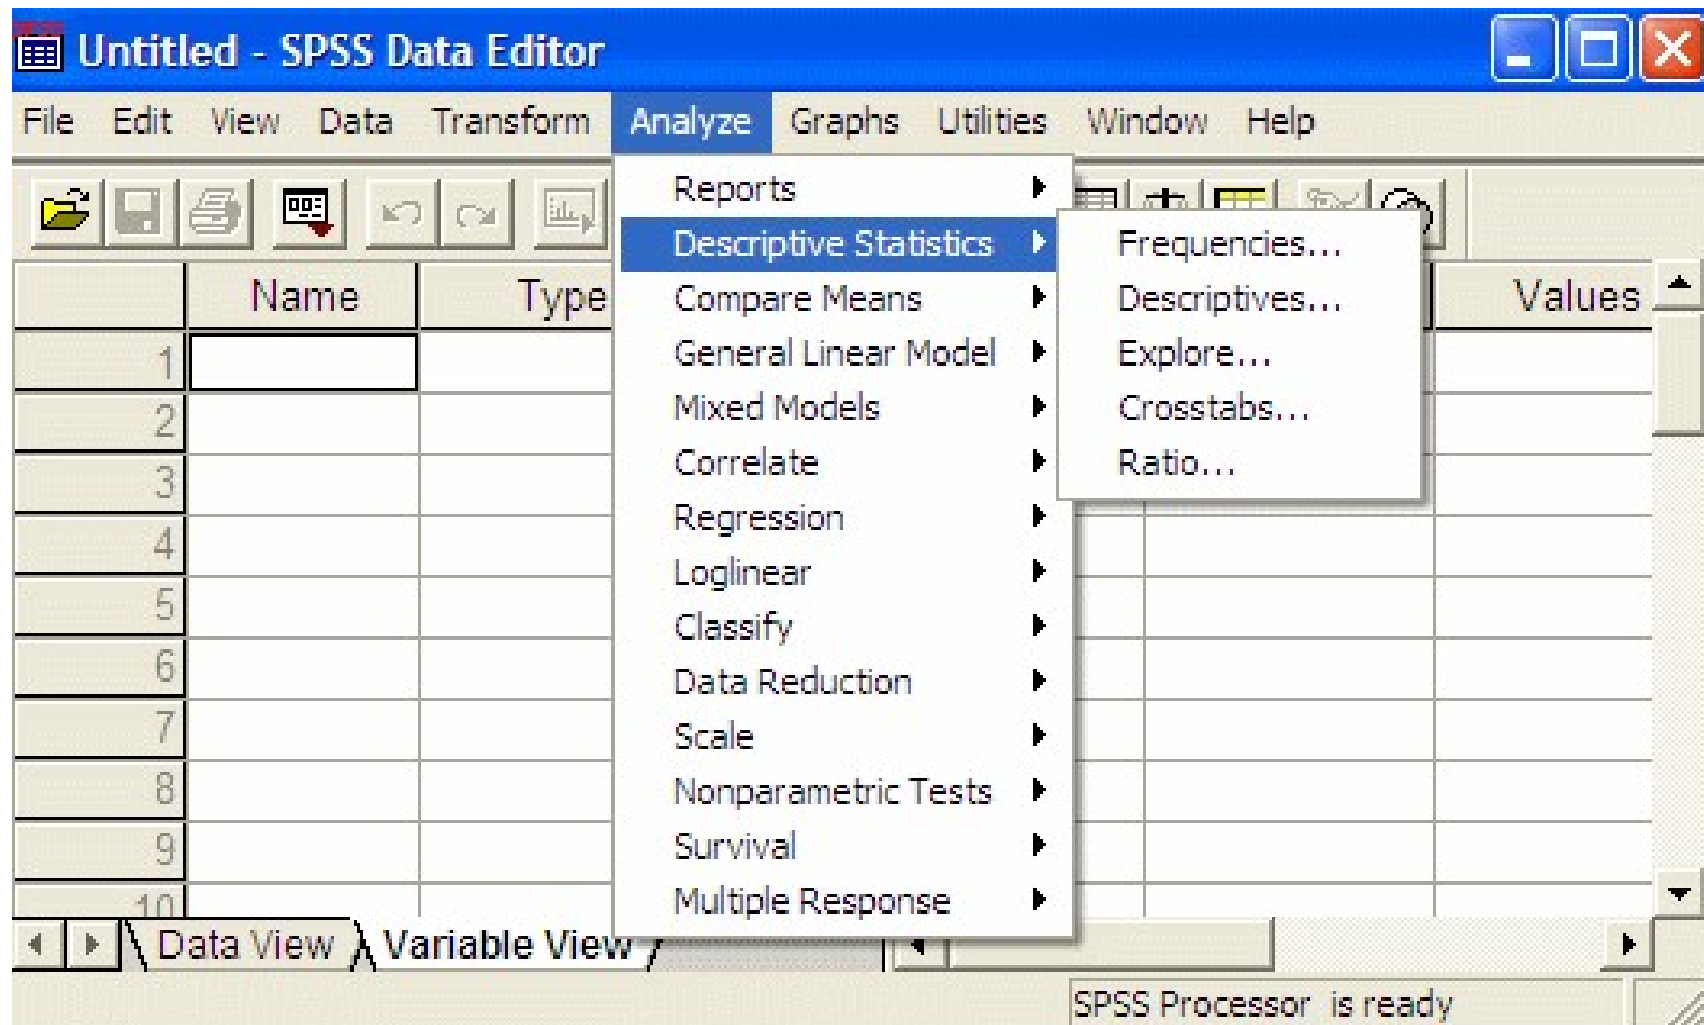 Untitled - SPSS Data Editor
File Edit View Data Transform Analyze Graphs Utilities Window Help
Reports
Descriptive Statistics
Compare Means
General Linear Model
Mixed Models
Correlate
Regression
Loglinear
Classify
Data Reduction
Scale
Nonparametric Tests
Survival
Multiple Response
Frequencies...
Descriptives...
Explore...
Crosstabs...
Ratio...
Name Type Values
1
2
3
4
5
6
7
8
9
10
Data View Variable View
SPSS Processor is ready